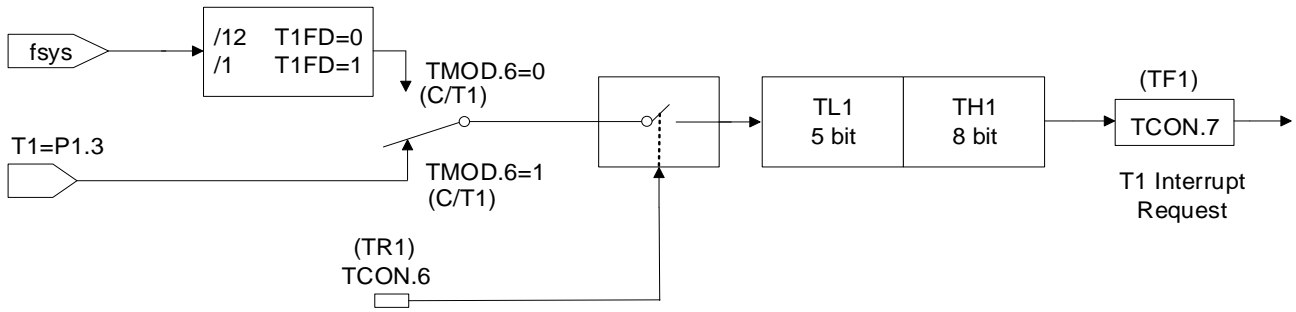 fsys
/12 T1FD=0
/1 T1FD=1
TMOD.6=0
(C/T1)
T1=P1.3
TMOD.6=1
(C/T1)
(TR1)
TCON.6
TL1
5 bit
TH1
8 bit
(TF1)
TCON.7
T1 Interrupt
Request